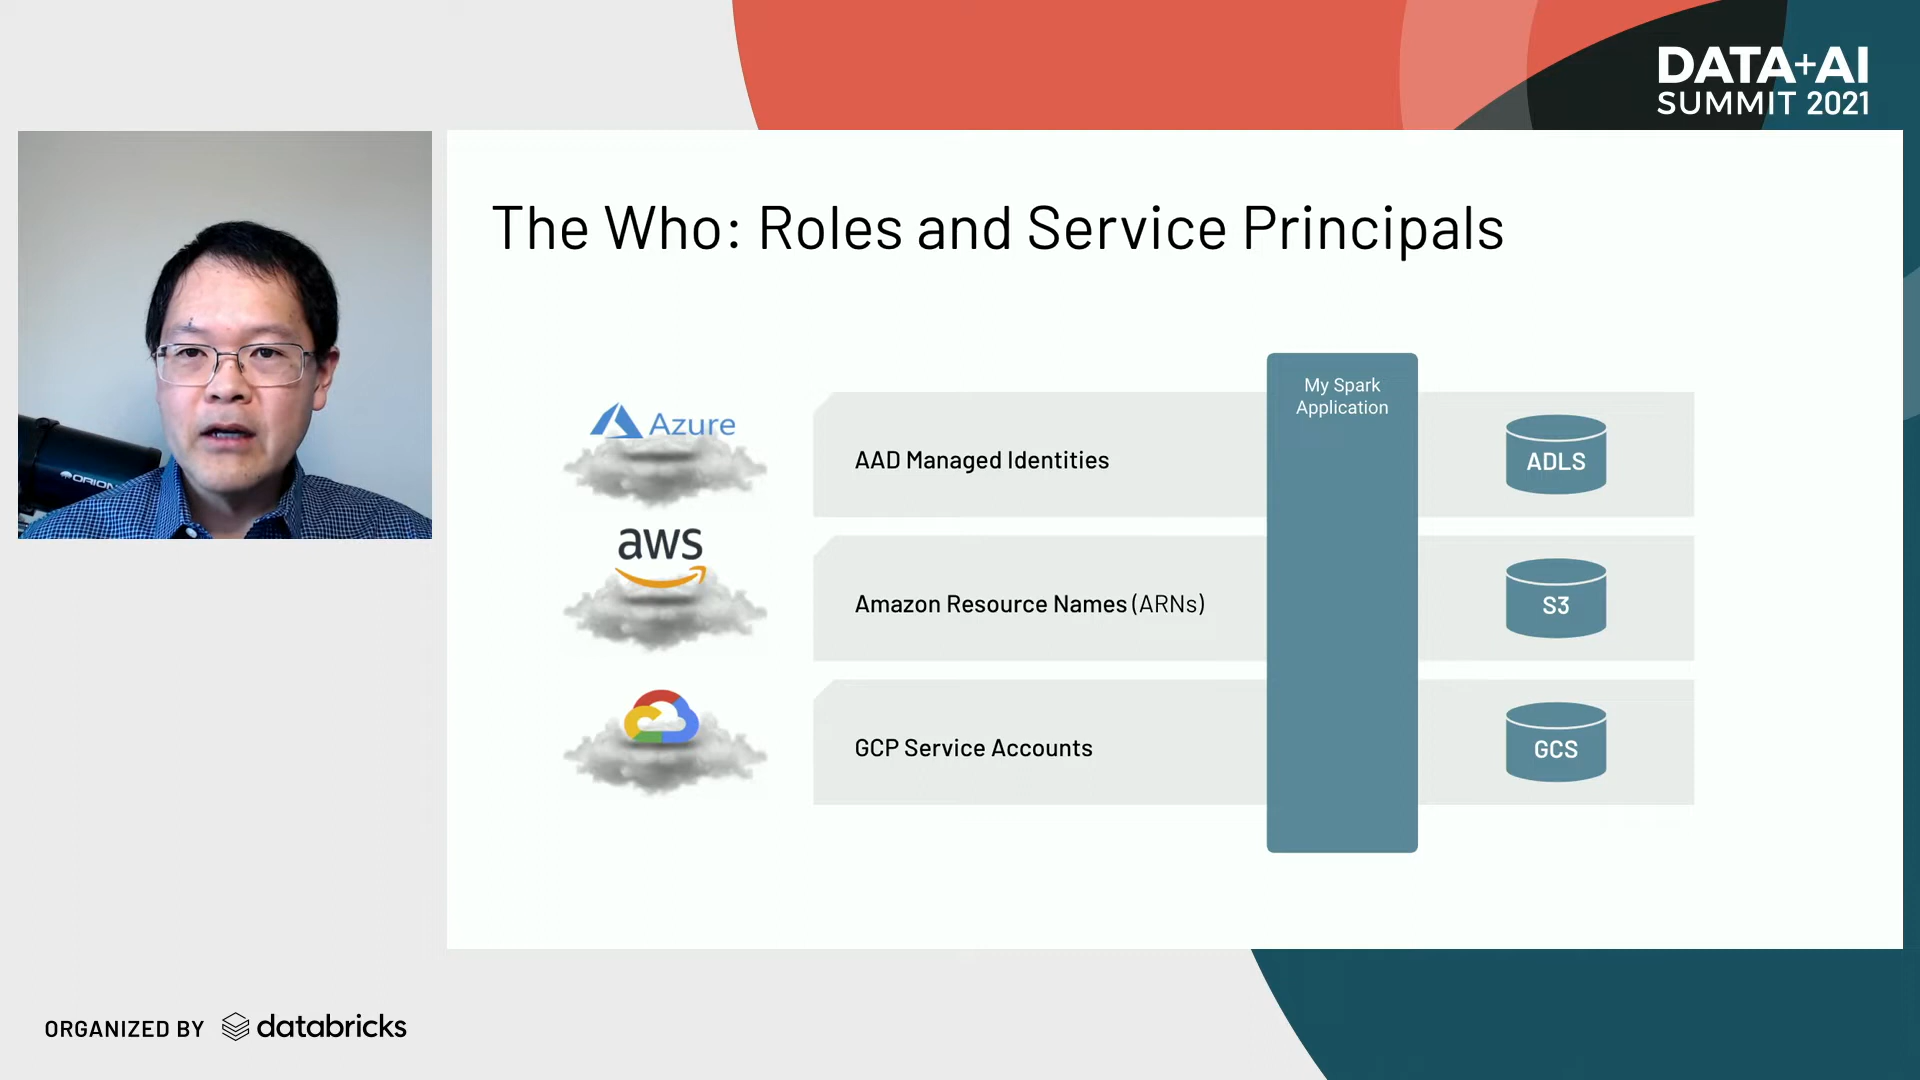 DATA+AI
SUMMIT 2021
The Who: Roles and Service Principals
My Spark
Application
Azure
AAD Managed Identities
ADLS
aws
Amazon Resource Names (ARNs)
S3
GCP Service Accounts
GCS
ORION
ORGANIZED BY databricks